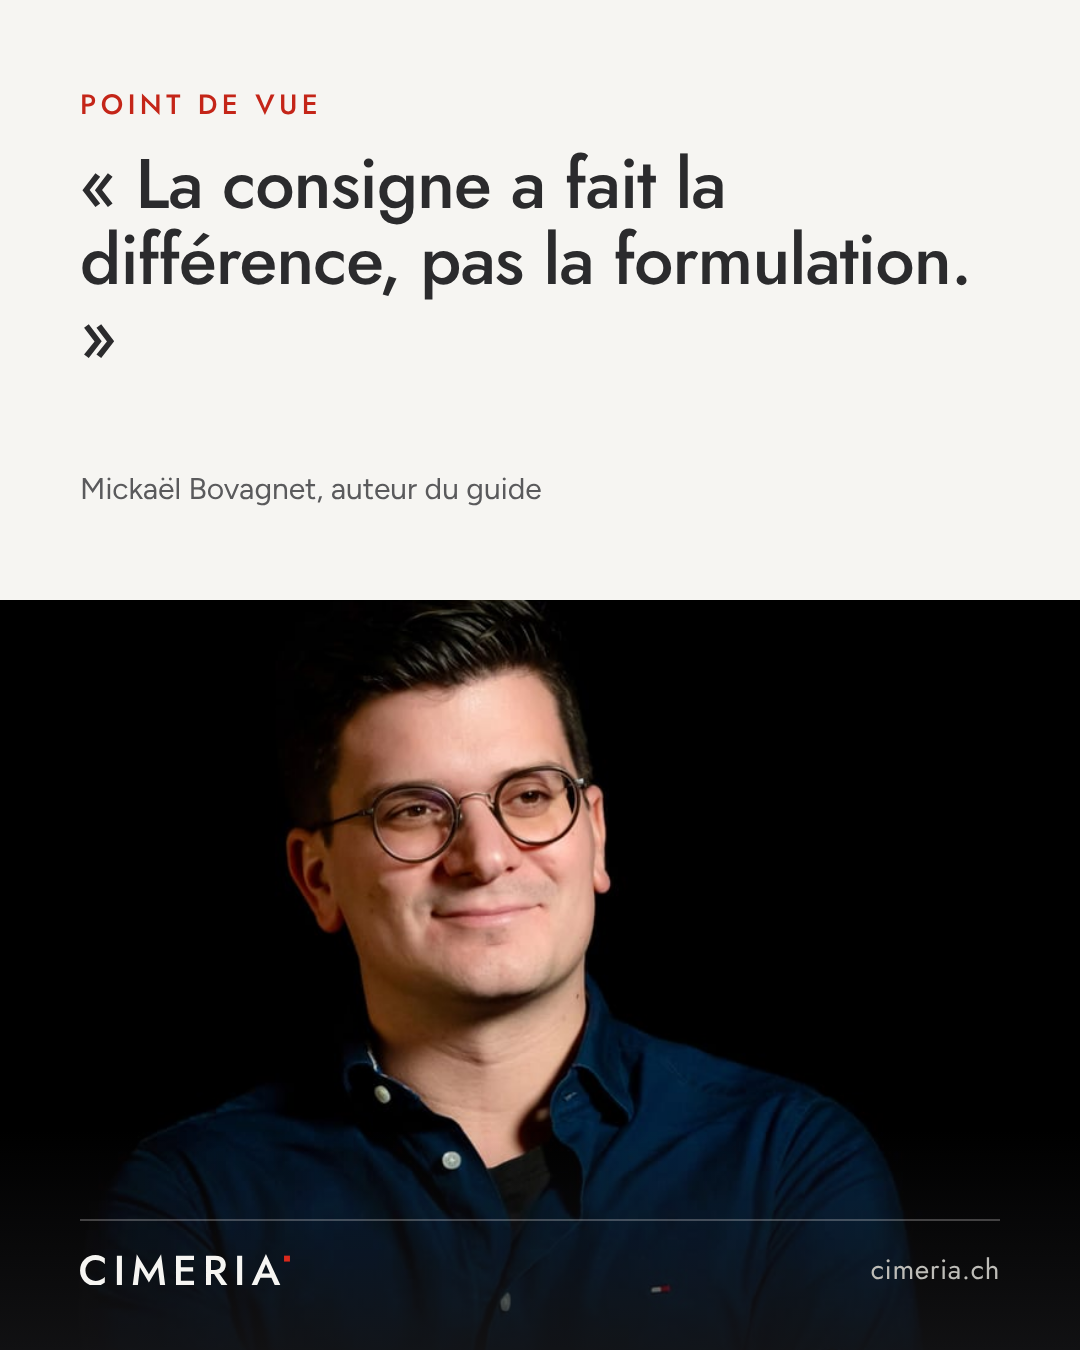 POINT DE VUE
« La consigne a fait la
différence, pas la formulation.
»
Mickaël Bovagnet, auteur du guide
CIMERIA
cimeria.ch